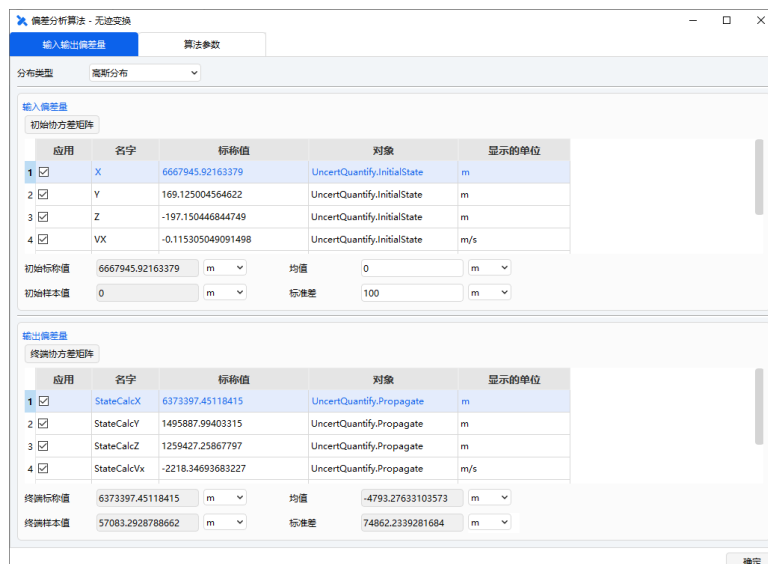 偏差分析算法 - 无迹变换
输入输出偏差量 算法参数
分布类型 高斯分布
输入偏差量
初始协方差矩阵
应用 名字 标称值 对象 显示的单位
1 X 6667945.92163379 UncertQuantify.InitialState m
2 Y 169.125004564622 UncertQuantify.InitialState m
3 Z -197.150446844749 UncertQuantify.InitialState m
4 VX -0.115305049091498 UncertQuantify.InitialState m/s
初始标称值 6667945.92163379 m 均值 0 m
初始样本值 0 m 标准差 100 m
输出偏差量
终端协方差矩阵
应用 名字 标称值 对象 显示的单位
1 StateCalcX 6373397.45118415 UncertQuantify.Propagate m
2 StateCalcY 1495887.99403315 UncertQuantify.Propagate m
3 StateCalcZ 1259427.25867797 UncertQuantify.Propagate m
4 StateCalcVx -2218.34693683227 UncertQuantify.Propagate m/s
终端标称值 6373397.45118415 m 均值 -4793.27633103573 m
终端样本值 57083.2928788662 m 标准差 74862.2339281684 m
确定